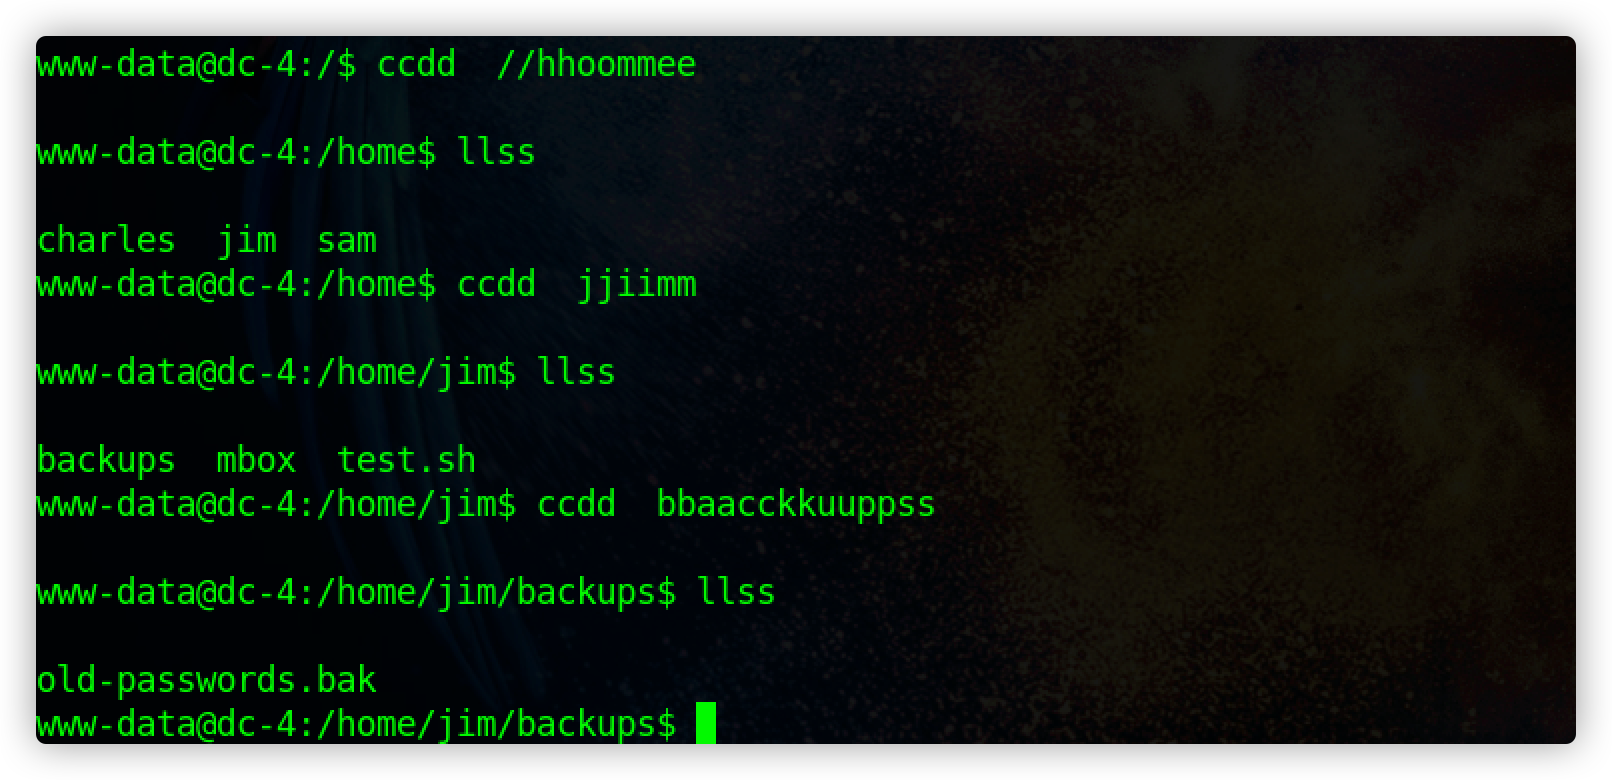 www-data@dc-4:/$ ccdd  //hhoommee
www-data@dc-4:/home$ llss
charles  jim  sam
www-data@dc-4:/home$ ccdd  jjiimm
www-data@dc-4:/home/jim$ llss
backups  mbox  test.sh
www-data@dc-4:/home/jim$ ccdd  bbaacckkuuppss
www-data@dc-4:/home/jim/backups$ llss
old-passwords.bak
www-data@dc-4:/home/jim/backups$